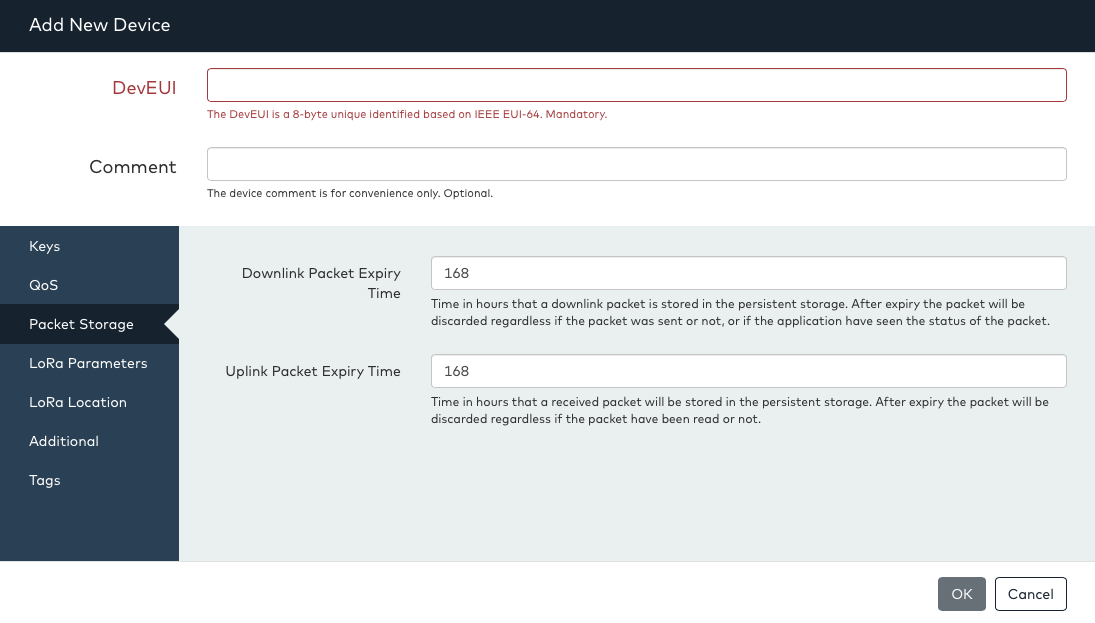 Add New Device
DevEUI
The DevEUI is a 8-byte unique identified based on IEEE EUI-64. Mandatory.
Comment
The device comment is for convenience only. Optional.
Keys
QoS
Packet Storage
LoRa Parameters
LoRa Location
Additional
Tags
Downlink Packet Expiry
Time
168
Time in hours that a downlink packet is stored in the persistent storage. After expiry the packet will be
discarded regardless if the packet was sent or not, or if the application have seen the status of the packet.
Uplink Packet Expiry Time
168
Time in hours that a received packet will be stored in the persistent storage. After expiry the packet will be
discarded regardless if the packet have been read or not.
OK
Cancel